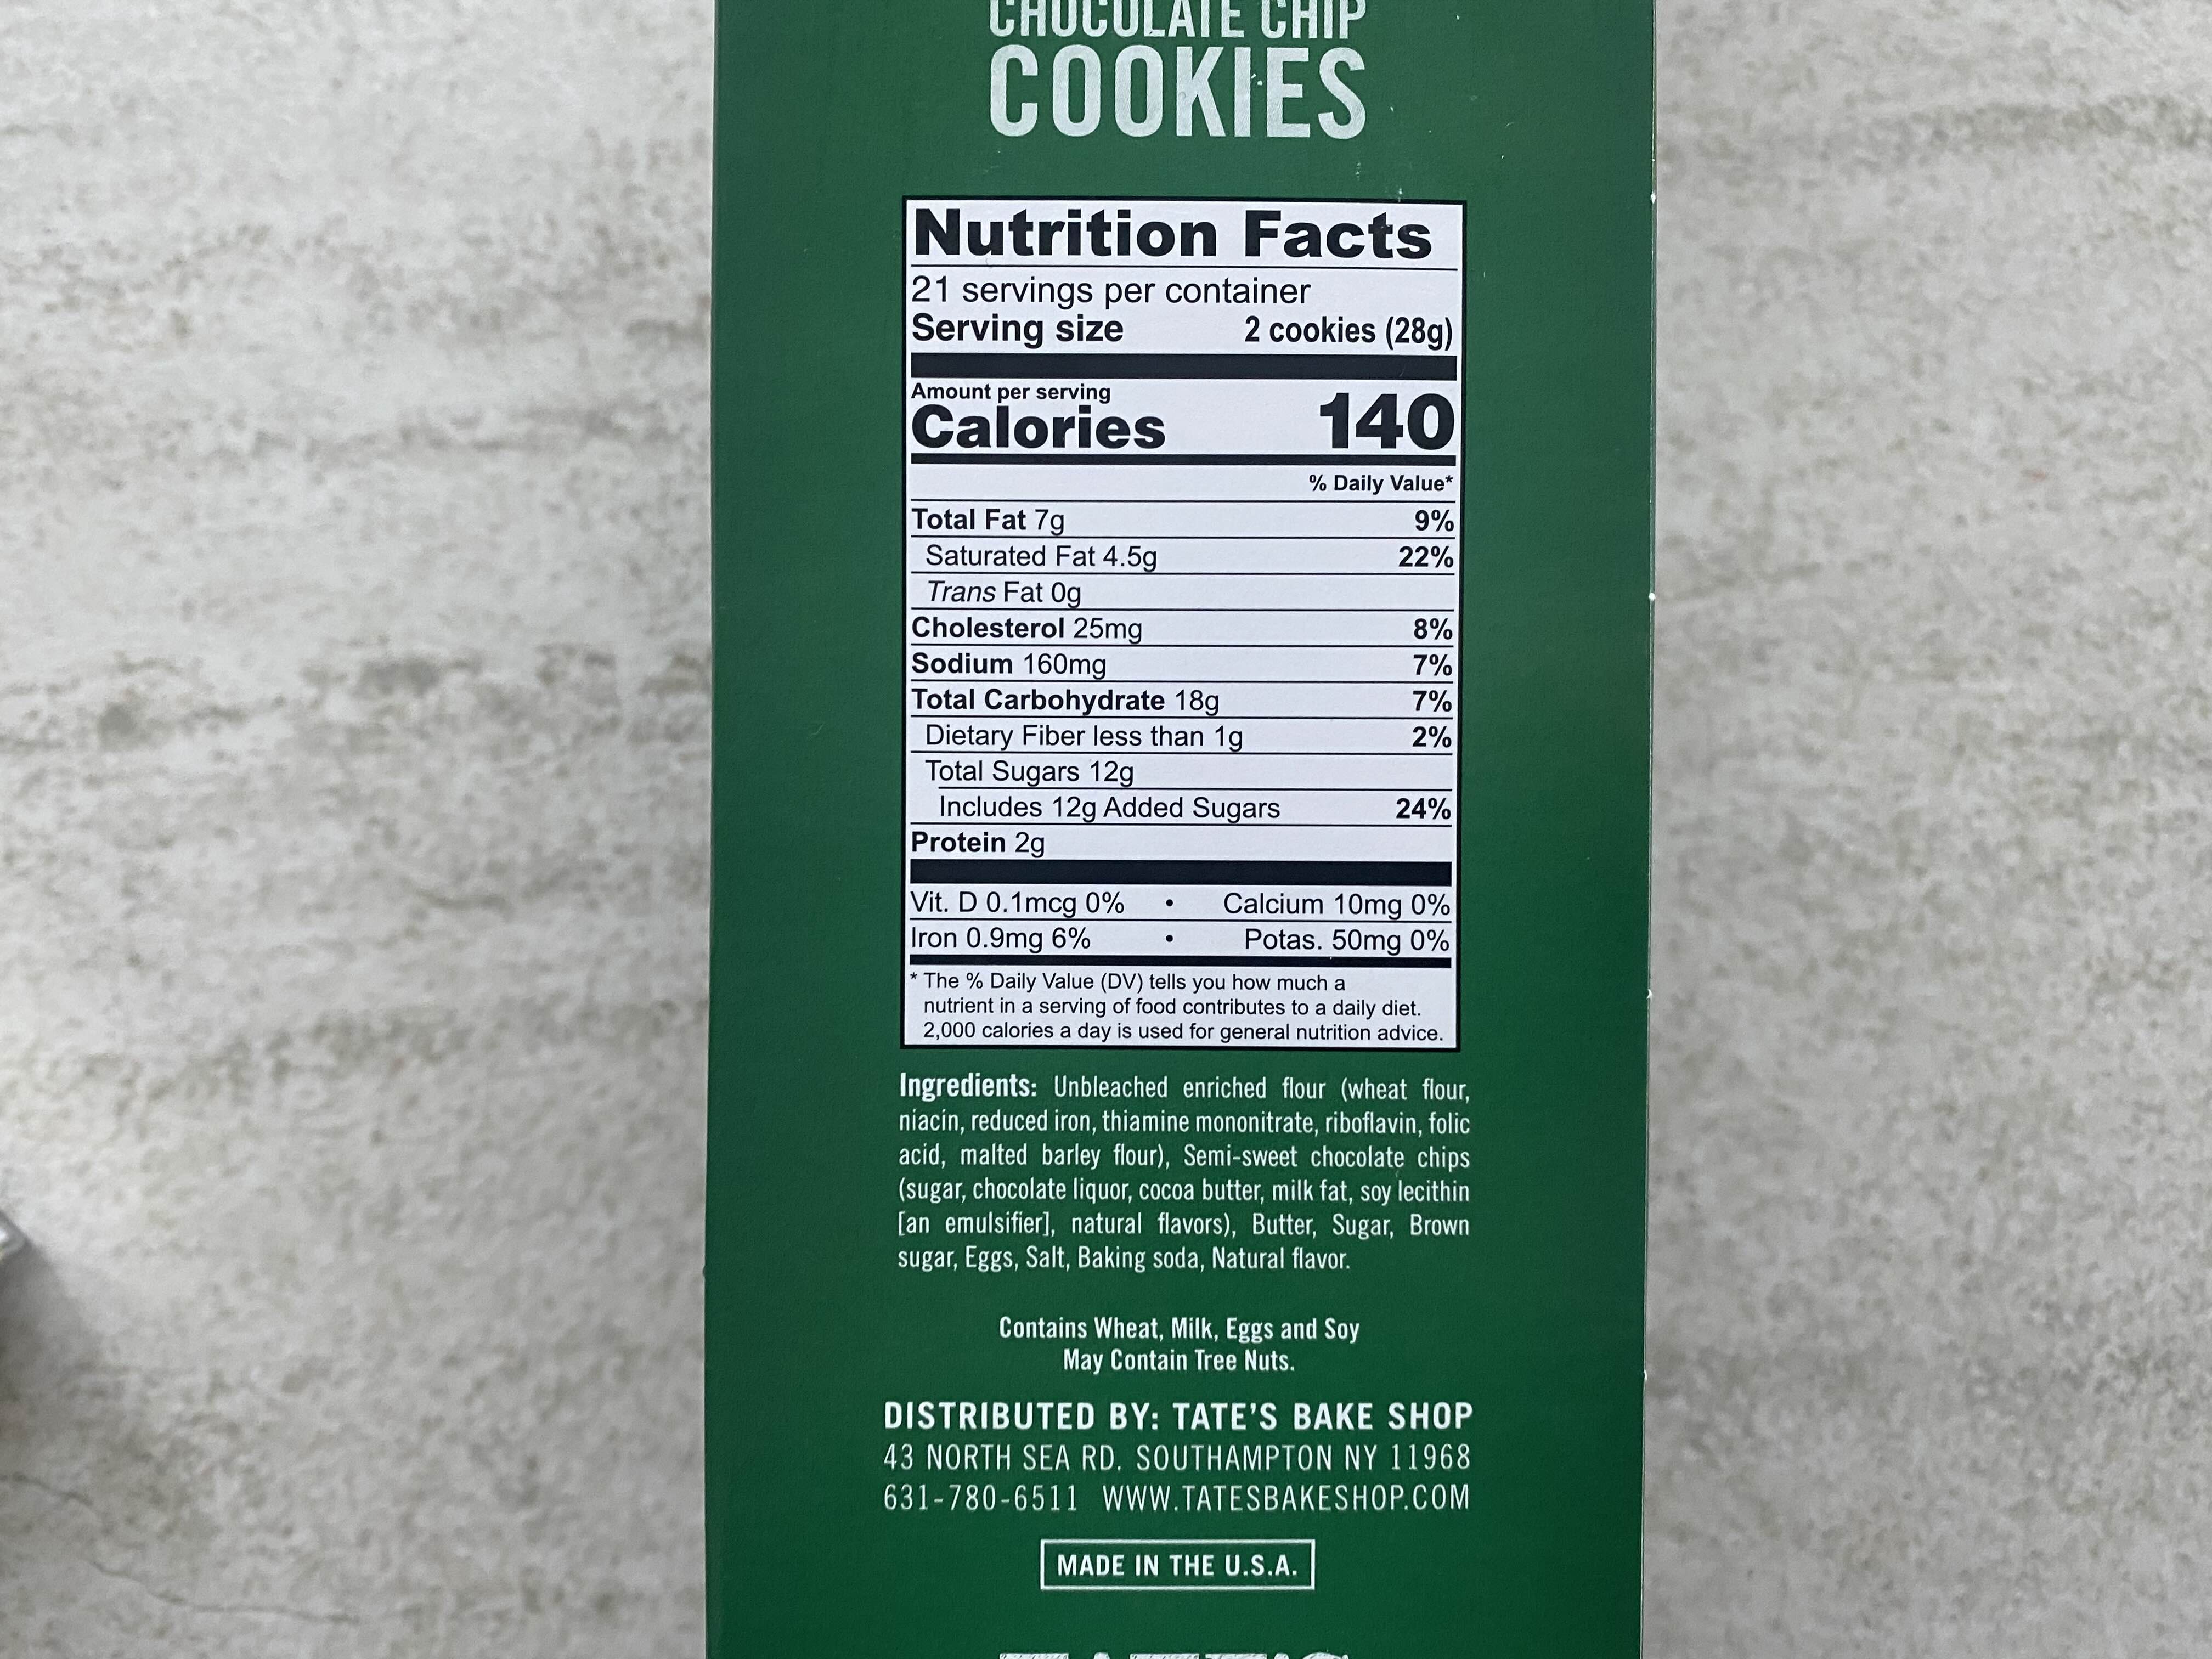 CHOCOLATE CHIP
COOKIES
Nutrition Facts
21 servings per container
Serving size 2 cookies (28g)
Amount per serving
Calories 140
% Daily Value*
Total Fat 7g 9%
Saturated Fat 4.5g 22%
Trans Fat 0g
Cholesterol 25mg 8%
Sodium 160mg 7%
Total Carbohydrate 18g 7%
Dietary Fiber less than 1g 2%
Total Sugars 12g
Includes 12g Added Sugars 24%
Protein 2g
Vit. D 0.1mcg 0% • Calcium 10mg 0%
Iron 0.9mg 6% • Potas. 50mg 0%
* The % Daily Value (DV) tells you how much a
nutrient in a serving of food contributes to a daily diet.
2,000 calories a day is used for general nutrition advice.
Ingredients: Unbleached enriched flour (wheat flour,
niacin, reduced iron, thiamine mononitrate, riboflavin, folic
acid, malted barley flour), Semi-sweet chocolate chips
(sugar, chocolate liquor, cocoa butter, milk fat, soy lecithin
[an emulsifier], natural flavors), Butter, Sugar, Brown
sugar, Eggs, Salt, Baking soda, Natural flavor.
Contains Wheat, Milk, Eggs and Soy
May Contain Tree Nuts.
DISTRIBUTED BY: TATE'S BAKE SHOP
43 NORTH SEA RD. SOUTHAMPTON NY 11968
631-780-6511 WWW.TATESBAKESHOP.COM
MADE IN THE U.S.A.